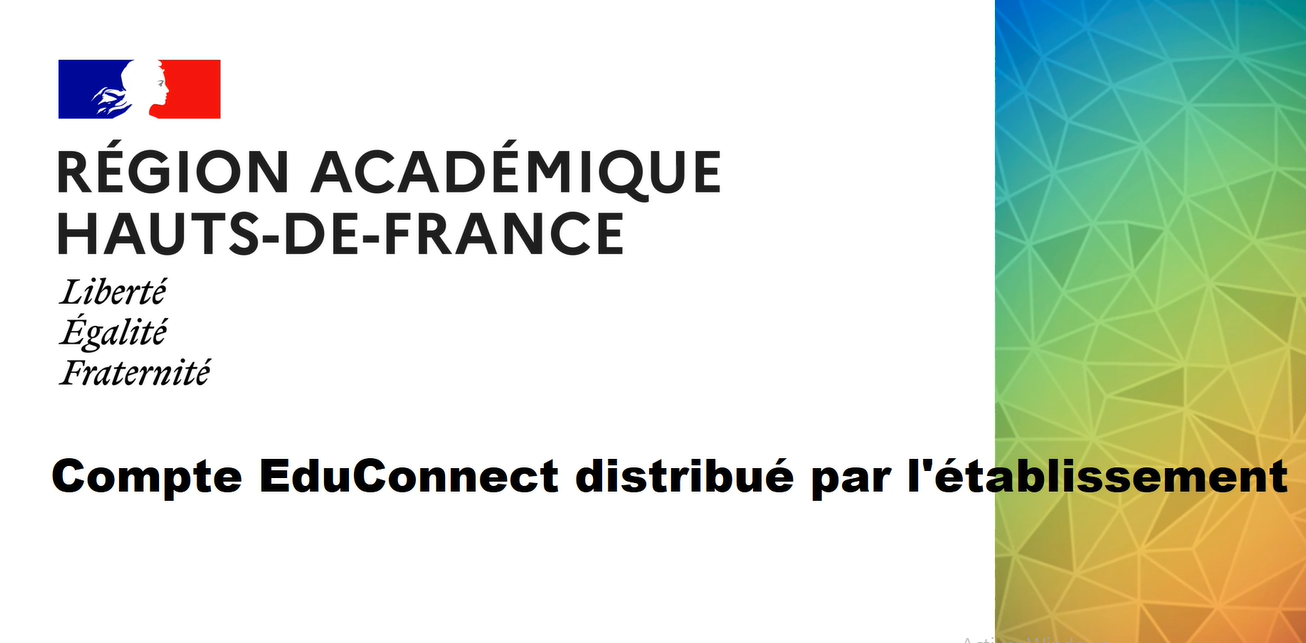 RÉGION ACADÉMIQUE
HAUTS-DE-FRANCE
Liberté
Égalité
Fraternité
Compte EduConnect distribué par l'établissement